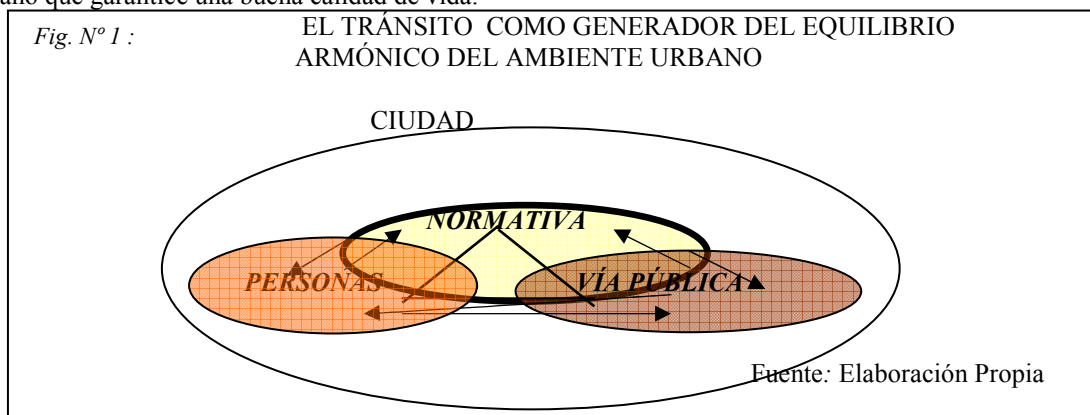 ano que garantice una buena calidad de vida.
Fig. Nº 1 :
EL TRÁNSITO COMO GENERADOR DEL EQUILIBRIO
ARMÓNICO DEL AMBIENTE URBANO
CIUDAD
NORMATIVA
PERSONAS
VÍA PÚBLICA
Fuente: Elaboración Propia